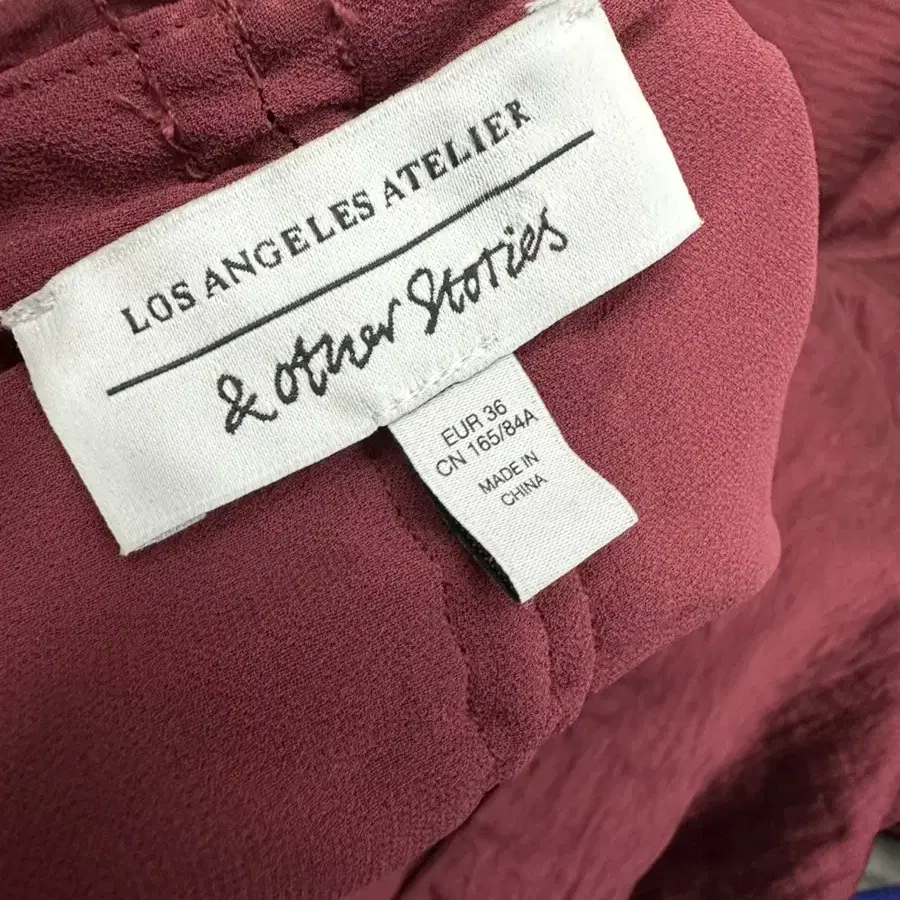 LOS ANGELES ATELIER
& Other Stories
EUR 36
CN 165/84A
MADE IN
CHINA